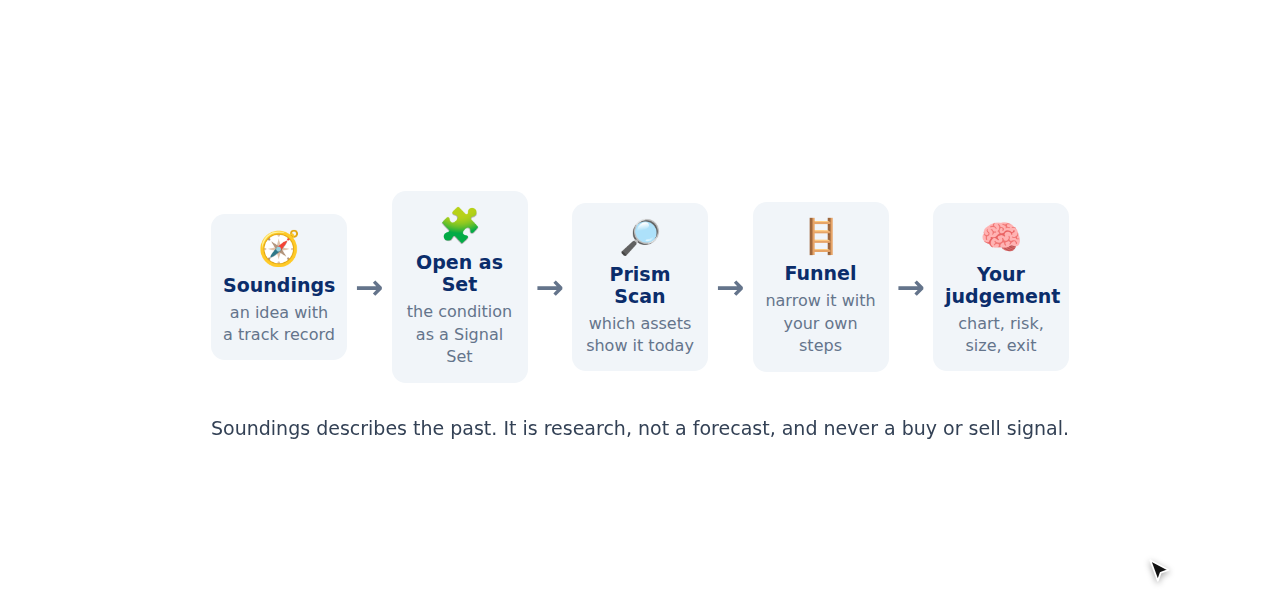 Soundings
an idea with
a track record
→
Open as
Set
the condition
as a Signal
Set
→
Prism
Scan
which assets
show it today
→
Funnel
narrow it with
your own
steps
→
Your
judgement
chart, risk,
size, exit
Soundings describes the past. It is research, not a forecast, and never a buy or sell signal.